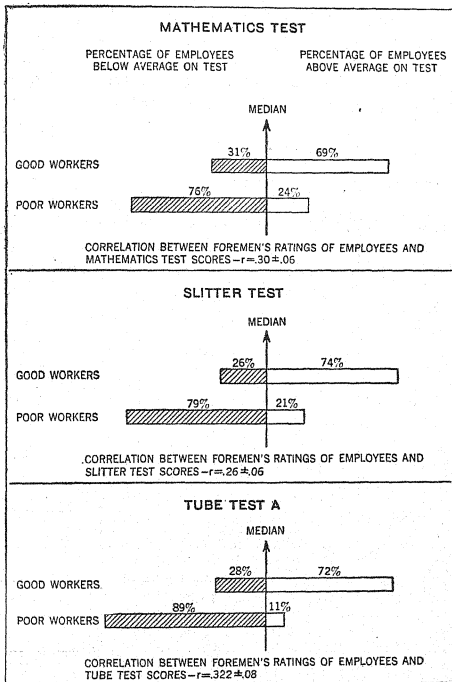 MATHEMATICS TEST
PERCENTAGE OF EMPLOYEES
BELOW AVERAGE ON TEST
PERCENTAGE OF EMPLOYEES
ABOVE AVERAGE ON TEST
MEDIAN
GOOD WORKERS 31% 69%
POOR WORKERS 76% 24%
CORRELATION BETWEEN FOREMEN'S RATINGS OF EMPLOYEES AND
MATHEMATICS TEST SCORES-r=.30±.06
SLITTER TEST
MEDIAN
GOOD WORKERS 26% 74%
POOR WORKERS 79% 21%
CORRELATION BETWEEN FOREMEN'S RATINGS OF EMPLOYEES AND
SLITTER TEST SCORES-r=.26±.06
TUBE TEST A
MEDIAN
GOOD WORKERS 28% 72%
POOR WORKERS 89% 11%
CORRELATION BETWEEN FOREMEN'S RATINGS OF EMPLOYEES AND
TUBE TEST SCORES-r=.322±.08